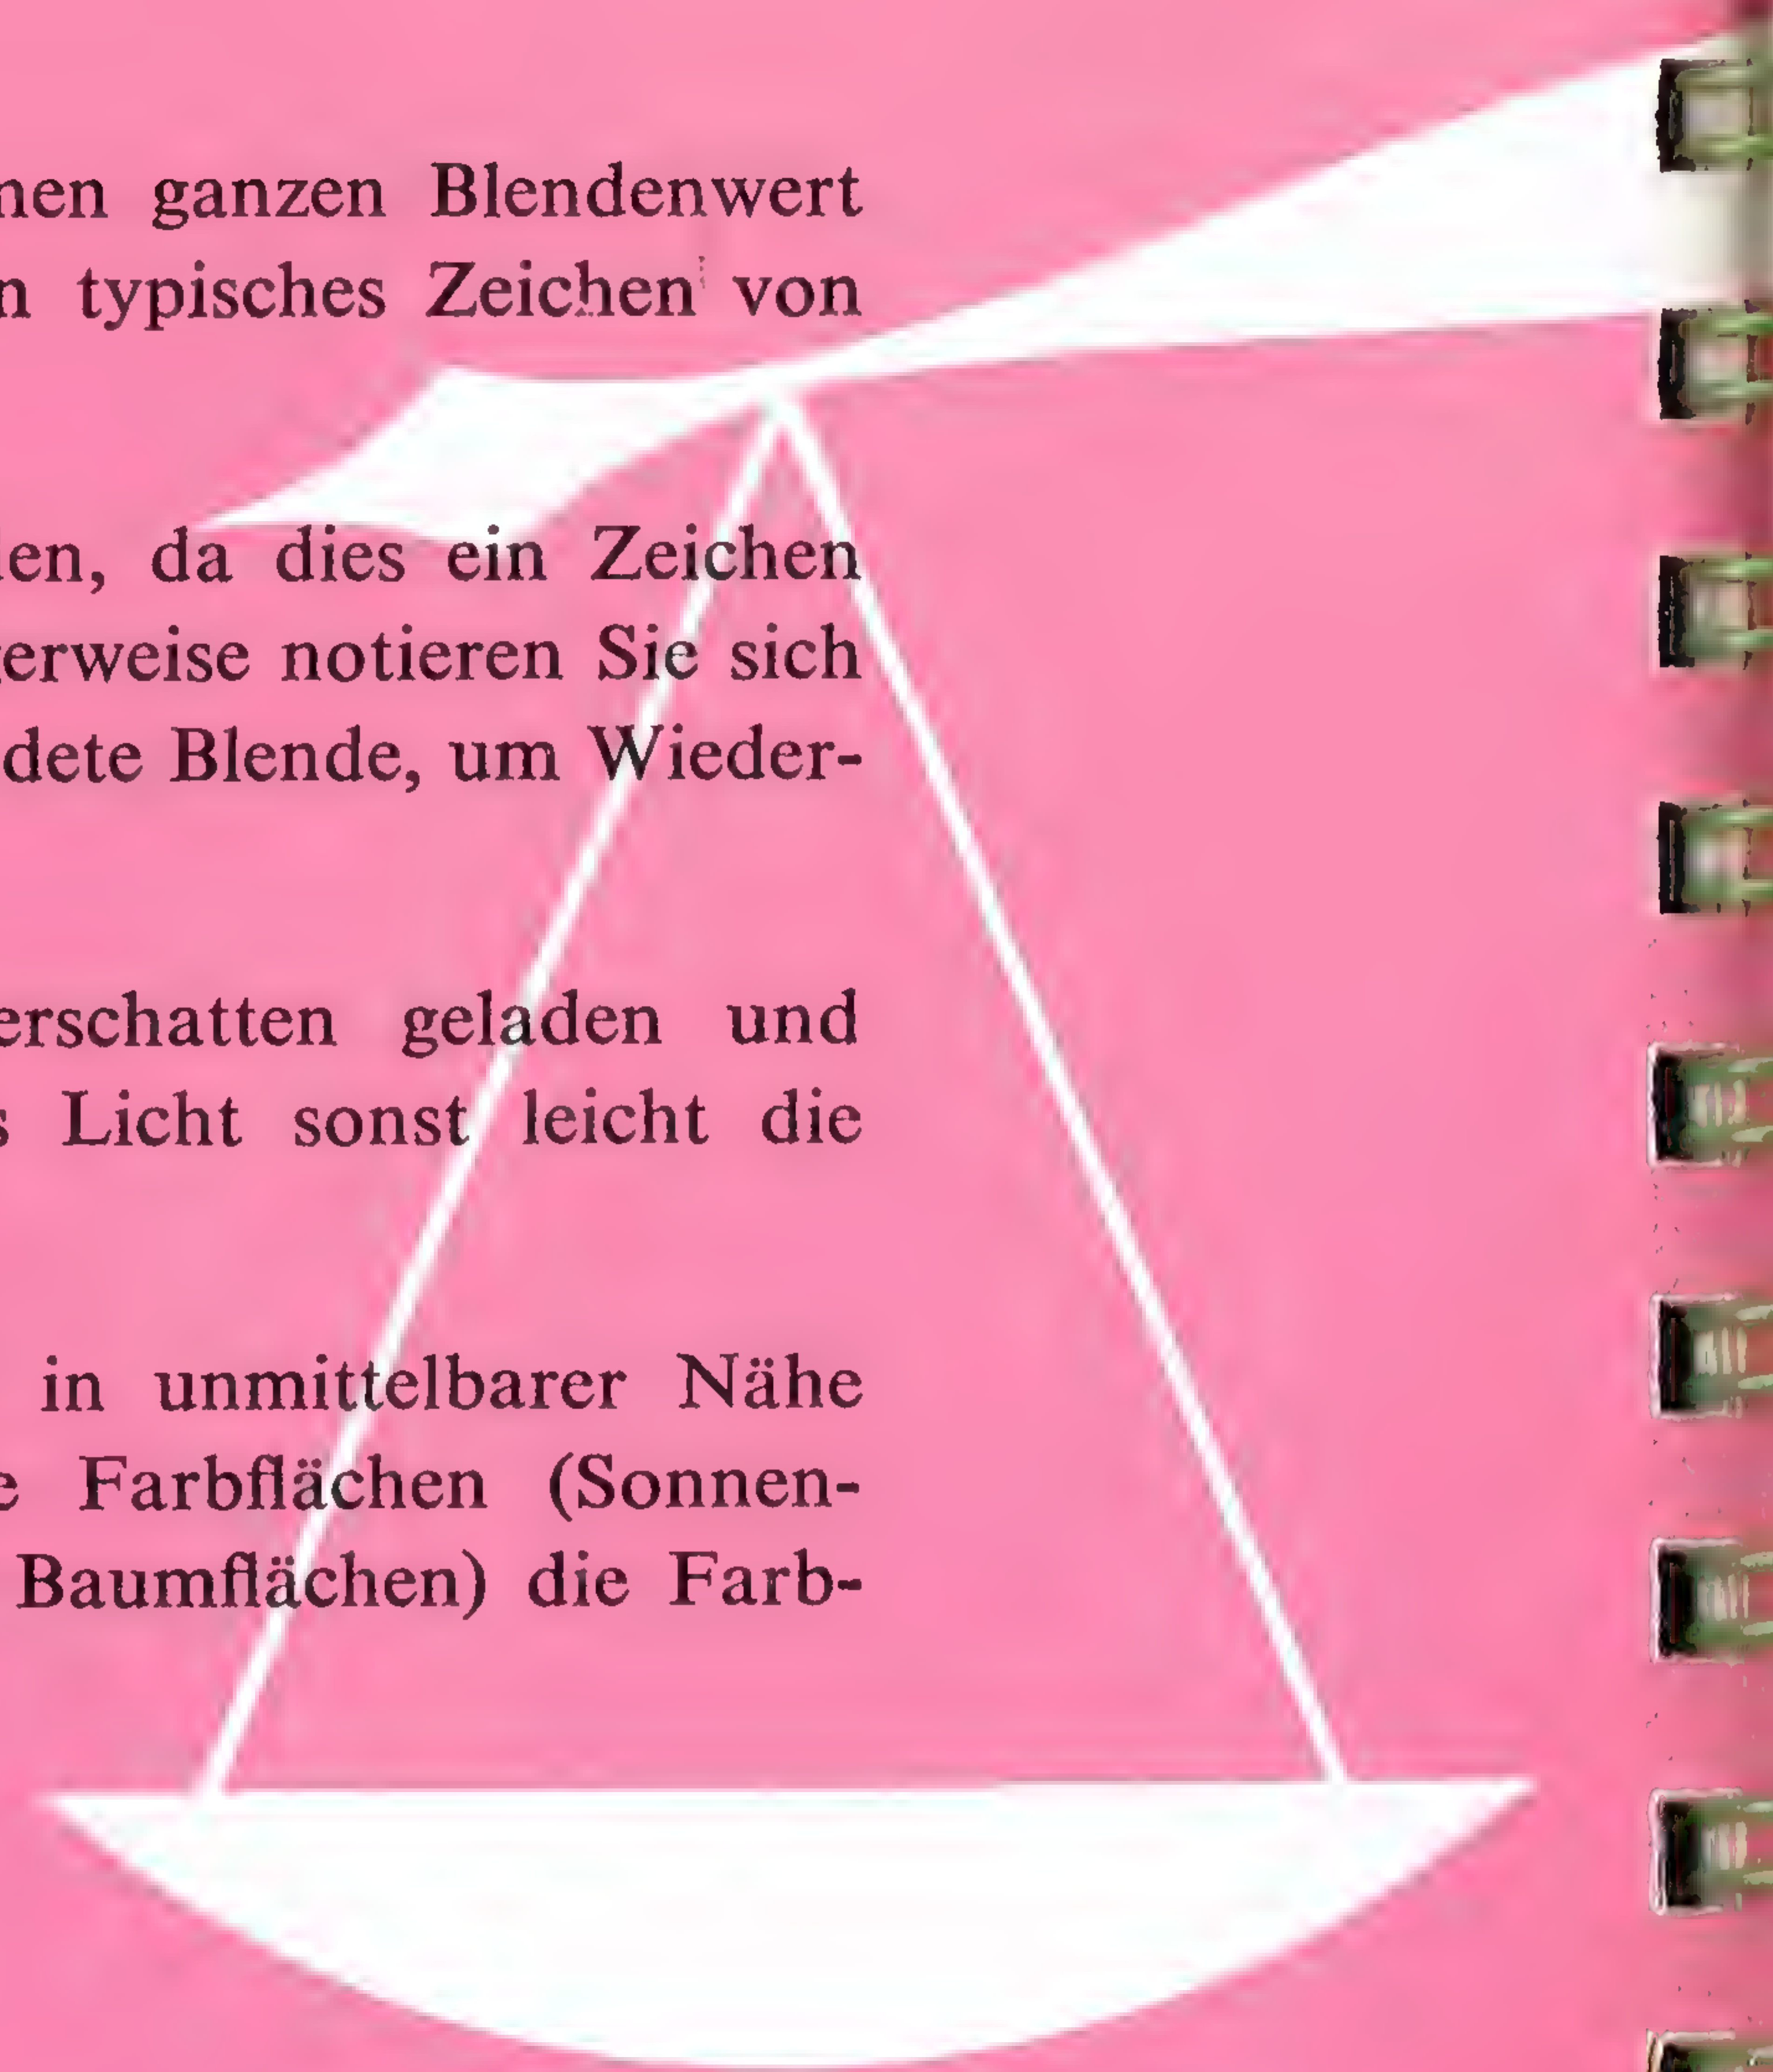 nen ganzen Blendenwert
n typisches Zeichen von
len, da dies ein Zeichen
gerweise notieren Sie sich
dete Blende, um Wieder-
erschatten geladen und
s Licht sonst leicht die
in unmittelbarer Nähe
e Farbflächen (Sonnen-
Baumflächen) die Farb-